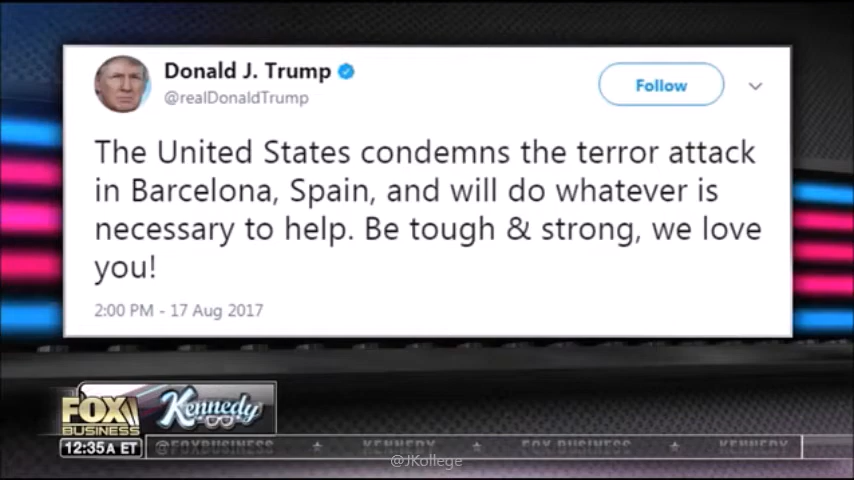 Donald J. Trump
@realDonaldTrump
Follow
The United States condemns the terror attack
in Barcelona, Spain, and will do whatever is
necessary to help. Be tough & strong, we love
you!
2:00 PM - 17 Aug 2017
FOX
BUSINESS
Kennedy
12:35A ET
@FOXBUSINESS KENNEDY FOX BUSINESS KENNEDY
@JKollege